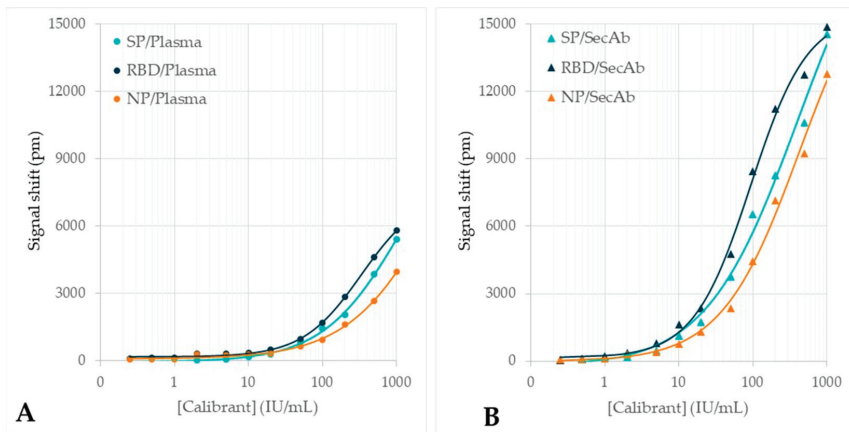 15000
12000
9000
6000
3000
0
Signal shift (pm)
SP/Plasma
RBD/Plasma
NP/Plasma
0 1 10 100 1000
[Calibrant] (IU/mL)
A
15000
12000
9000
6000
3000
0
Signal shift (pm)
SP/SecAb
RBD/SecAb
NP/SecAb
0 1 10 100 1000
[Calibrant] (IU/mL)
B